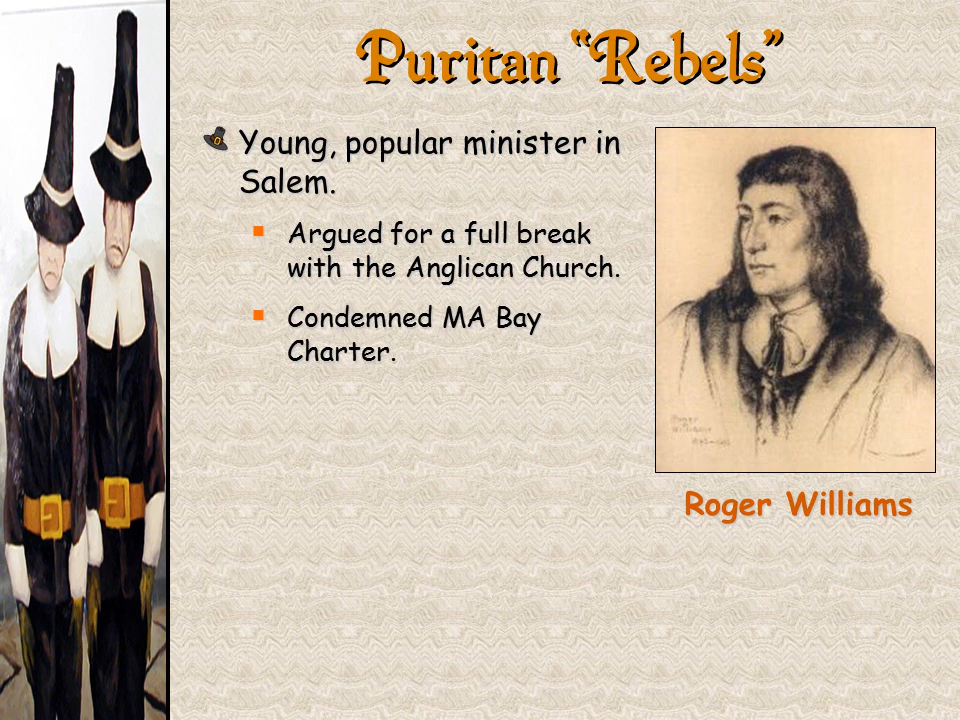 Puritan “Rebels”
Young, popular minister in
Salem.
Argued for a full break
with the Anglican Church.
Condemned MA Bay
Charter.
Roger Williams